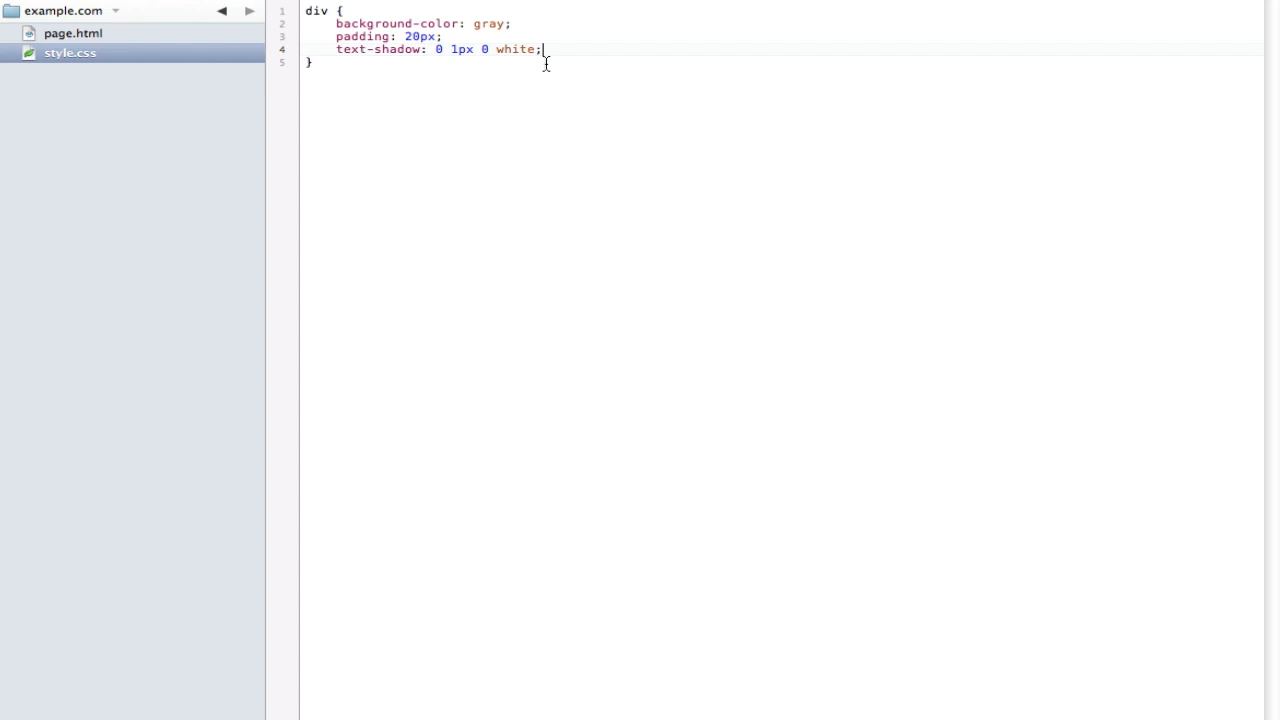 example.com
page.html
style.css
1 div {
2     background-color: gray;
3     padding: 20px;
4     text-shadow: 0 1px 0 white;
5 }